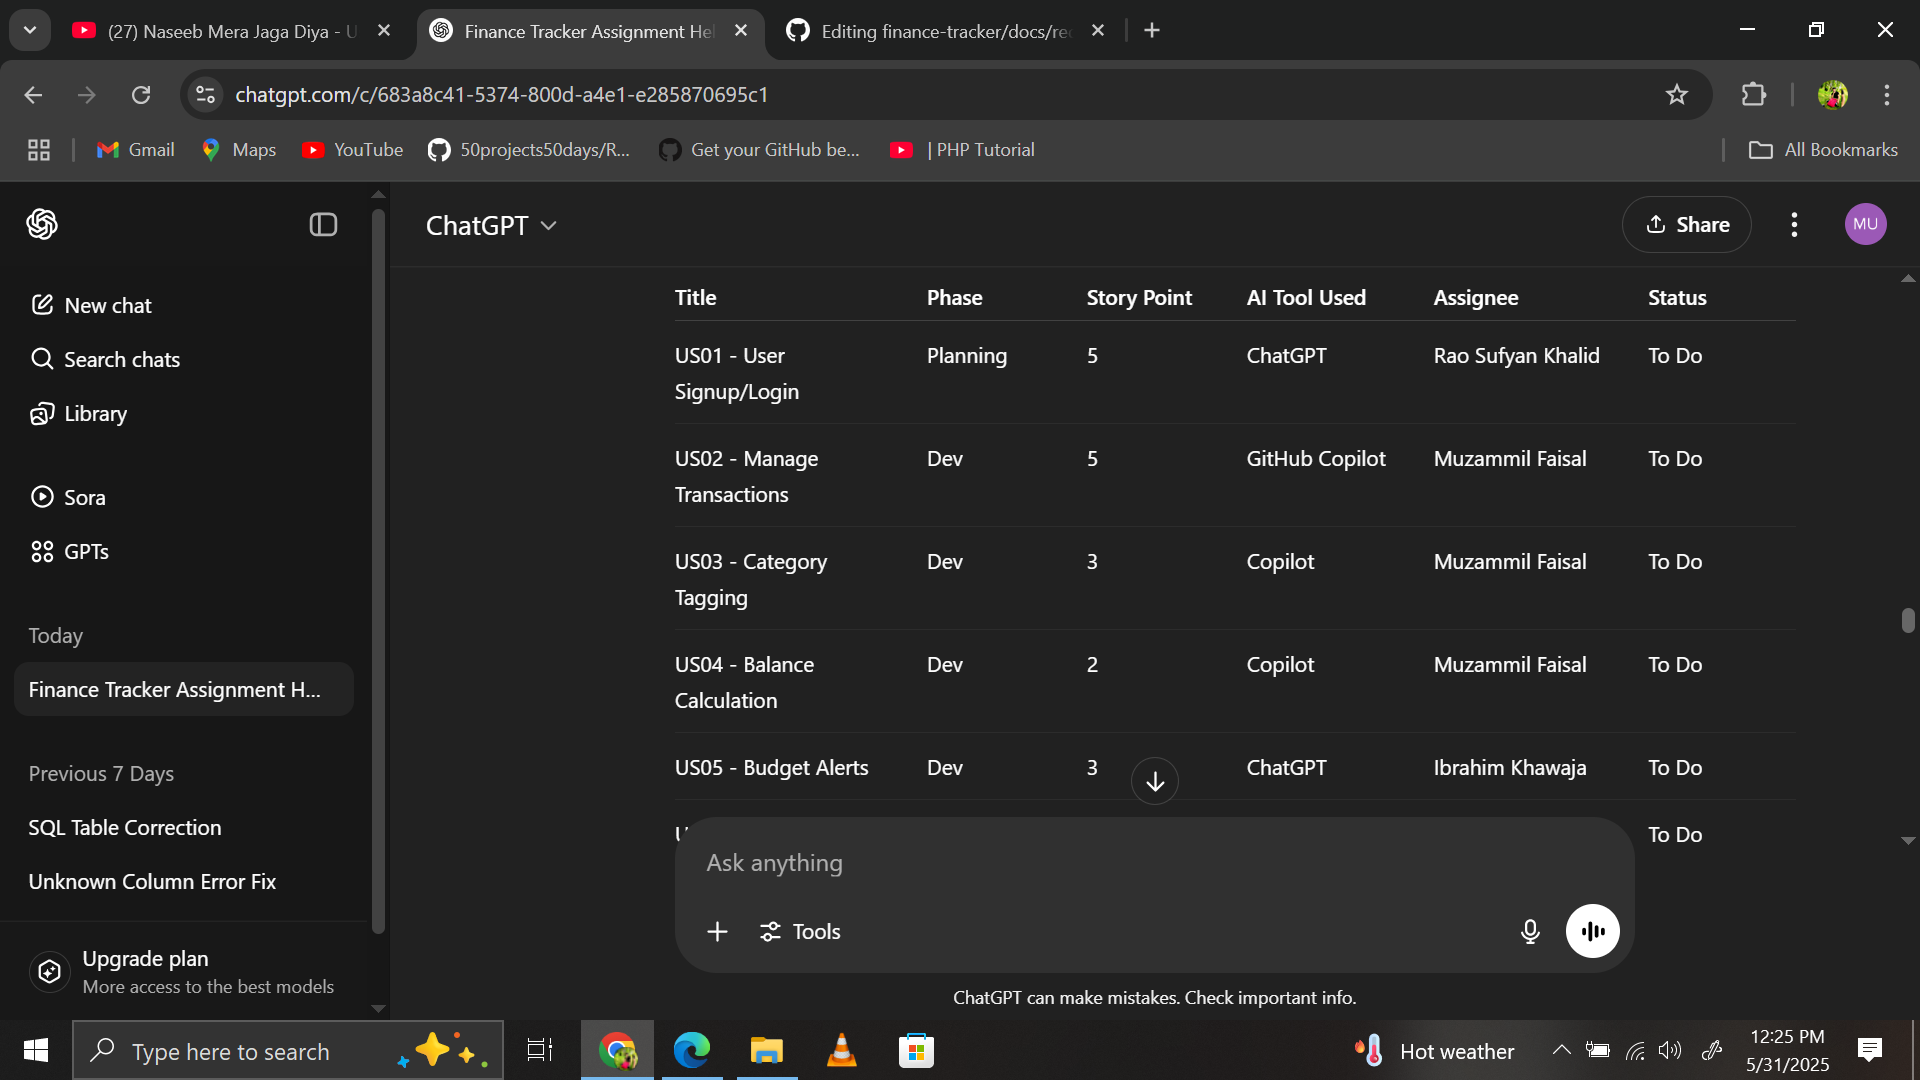 (27) Naseeb Mera Jaga Diya - U
Finance Tracker Assignment Hel
Editing finance-tracker/docs/re
chatgpt.com/c/683a8c41-5374-800d-a4e1-e285870695c1
Gmail
Maps
YouTube
50projects50days/R...
Get your GitHub be...
| PHP Tutorial
All Bookmarks
ChatGPT
Share
MU
New chat
Search chats
Library
Sora
GPTs
Today
Finance Tracker Assignment H...
Previous 7 Days
SQL Table Correction
Unknown Column Error Fix
Upgrade plan
More access to the best models
Title Phase Story Point AI Tool Used Assignee Status
US01 - User Planning 5 ChatGPT Rao Sufyan Khalid To Do
Signup/Login
US02 - Manage Dev 5 GitHub Copilot Muzammil Faisal To Do
Transactions
US03 - Category Dev 3 Copilot Muzammil Faisal To Do
Tagging
US04 - Balance Dev 2 Copilot Muzammil Faisal To Do
Calculation
US05 - Budget Alerts Dev 3 ChatGPT Ibrahim Khawaja To Do
To Do
Ask anything
Tools
ChatGPT can make mistakes. Check important info.
Type here to search
Hot weather
12:25 PM
5/31/2025